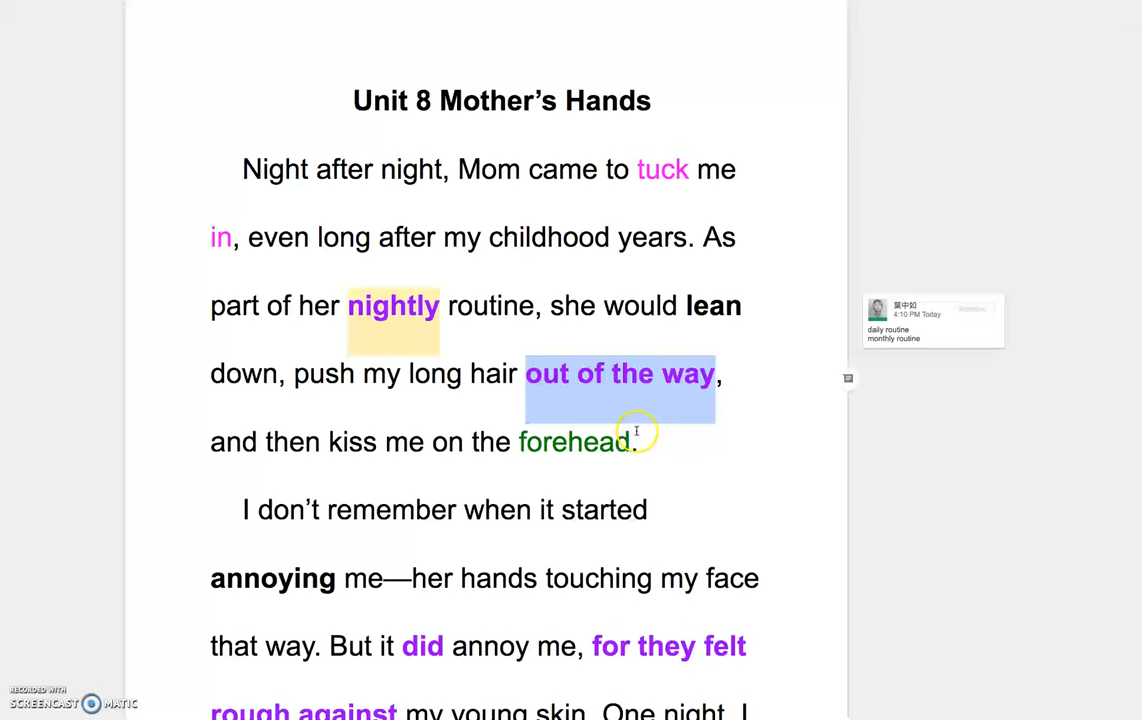 Unit 8 Mother's Hands
Night after night, Mom came to tuck me
in, even long after my childhood years. As
part of her nightly routine, she would lean
down, push my long hair out of the way,
and then kiss me on the forehead.
I don't remember when it started
annoying me—her hands touching my face
that way. But it did annoy me, for they felt
rough against my young skin. One night, I
葉中如
4:10 PM Today
daily routine
monthly routine
RECORDED WITH
SCREENCAST MATIC